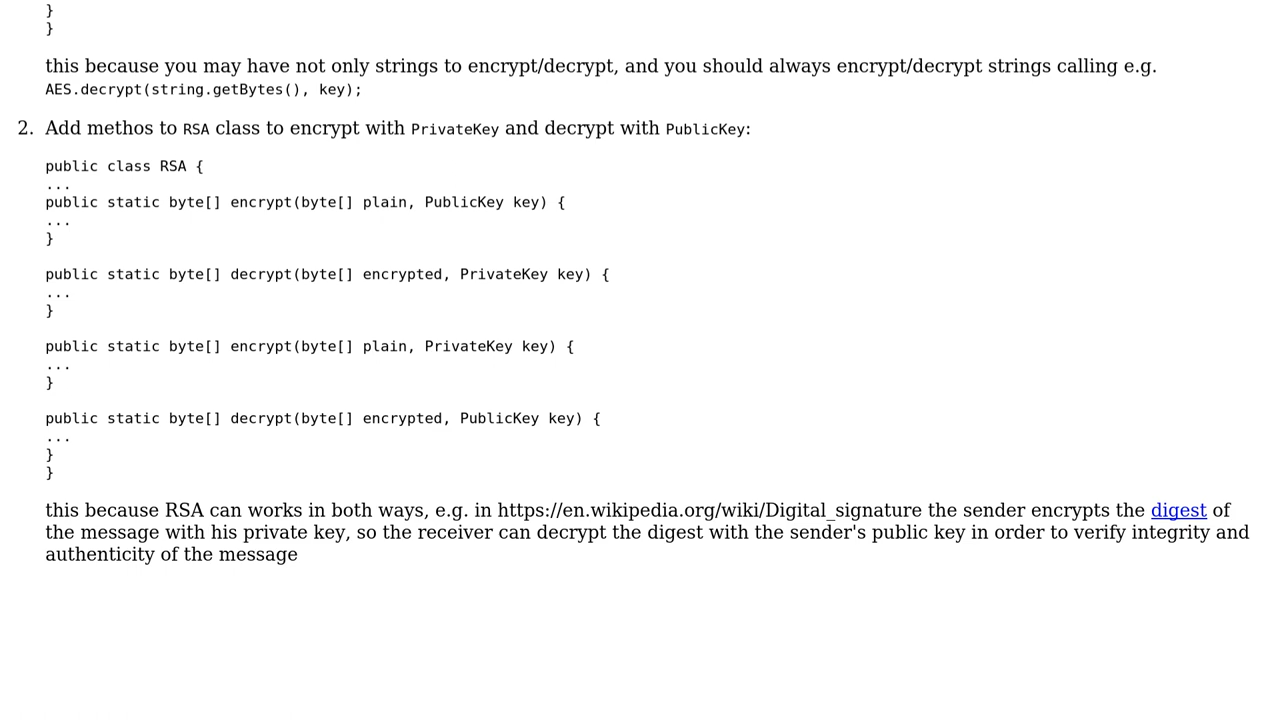 }
}
this because you may have not only strings to encrypt/decrypt, and you should always encrypt/decrypt strings calling e.g.
AES.decrypt(string.getBytes(), key);
2. Add methos to RSA class to encrypt with PrivateKey and decrypt with PublicKey:
public class RSA {
...
public static byte[] encrypt(byte[] plain, PublicKey key) {
...
}
public static byte[] decrypt(byte[] encrypted, PrivateKey key) {
...
}
public static byte[] encrypt(byte[] plain, PrivateKey key) {
...
}
public static byte[] decrypt(byte[] encrypted, PublicKey key) {
...
}
}
this because RSA can works in both ways, e.g. in https://en.wikipedia.org/wiki/Digital_signature the sender encrypts the digest of
the message with his private key, so the receiver can decrypt the digest with the sender's public key in order to verify integrity and
authenticity of the message